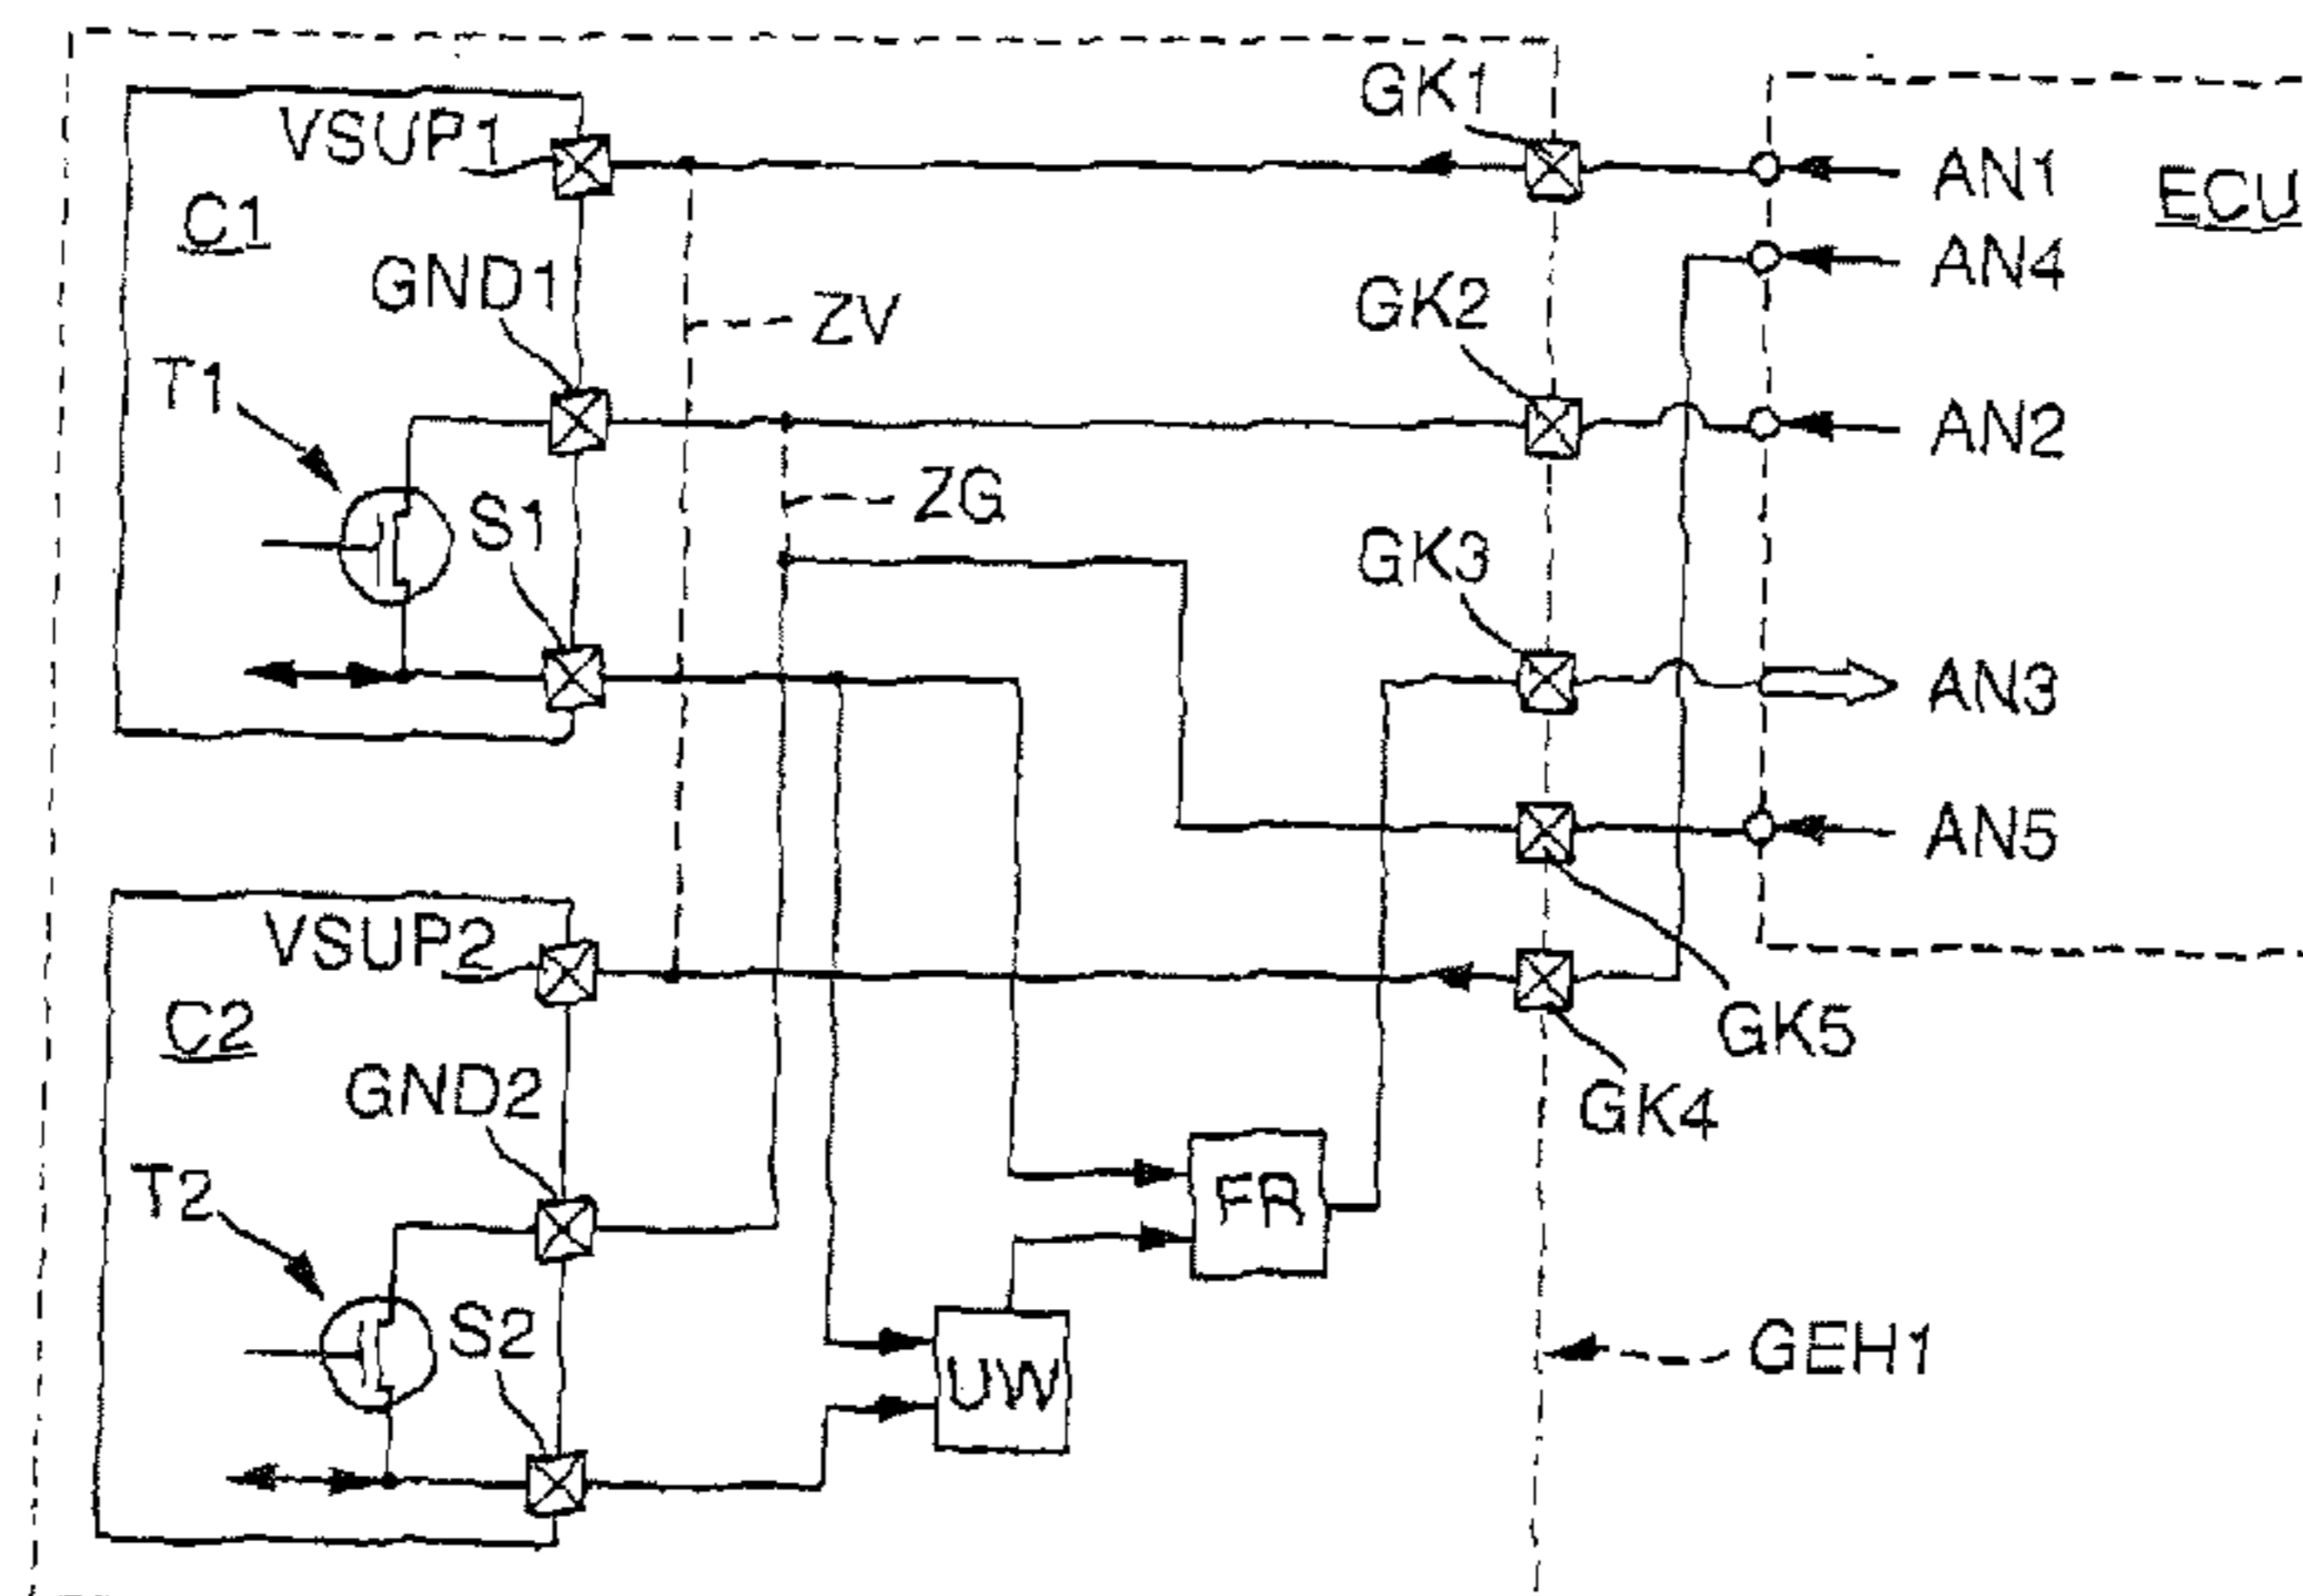 GK1
VSUP1
AN1
ECU
C1
AN4
GND1
GK2
ZV
T1
AN2
ZG
S1
GK3
AN3
AN5
VSUP2
C2
GK5
GND2
GK4
T2
FR
S2
GEH1
UW